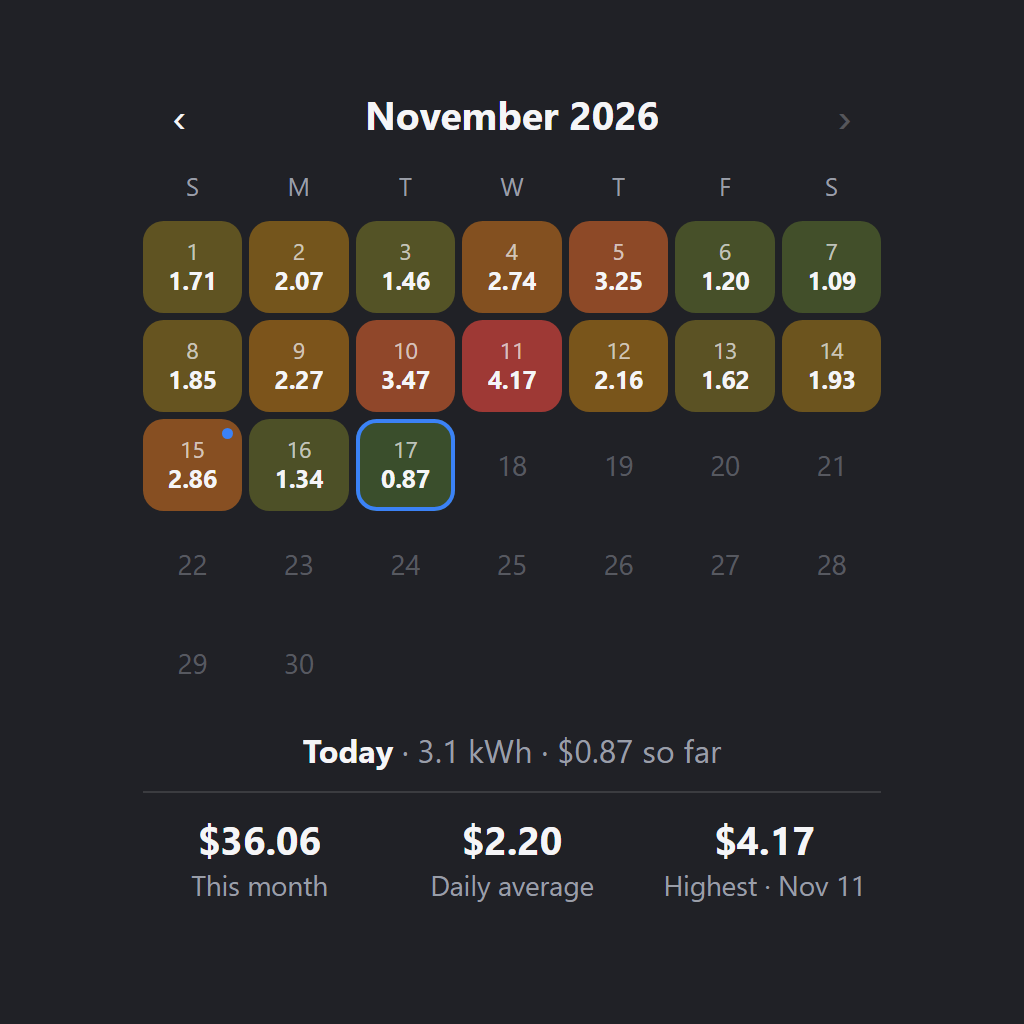 ‹ November 2026 ›
S M T W T F S
1 2 3 4 5 6 7
1.71 2.07 1.46 2.74 3.25 1.20 1.09
8 9 10 11 12 13 14
1.85 2.27 3.47 4.17 2.16 1.62 1.93
15 16 17 18 19 20 21
2.86 1.34 0.87
22 23 24 25 26 27 28
29 30
Today · 3.1 kWh · $0.87 so far
$36.06 $2.20 $4.17
This month Daily average Highest · Nov 11